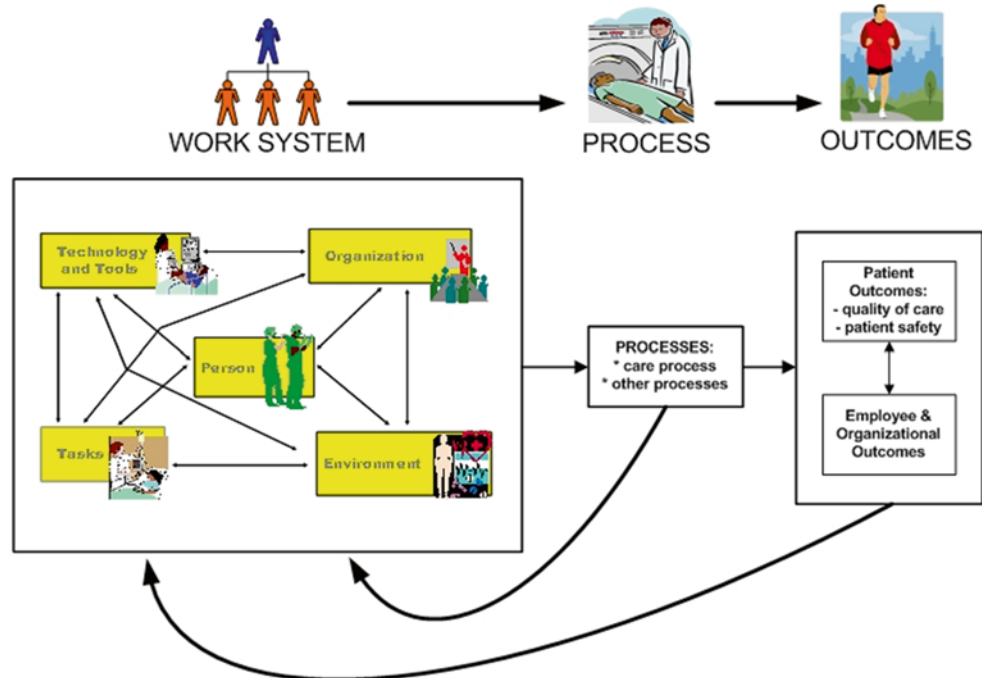 WORK SYSTEM
PROCESS
OUTCOMES
Technology
and Tools
Organization
Person
Tasks
Environment
PROCESSES:
* care process
* other processes
Patient
Outcomes:
- quality of care
- patient safety
Employee &
Organizational
Outcomes